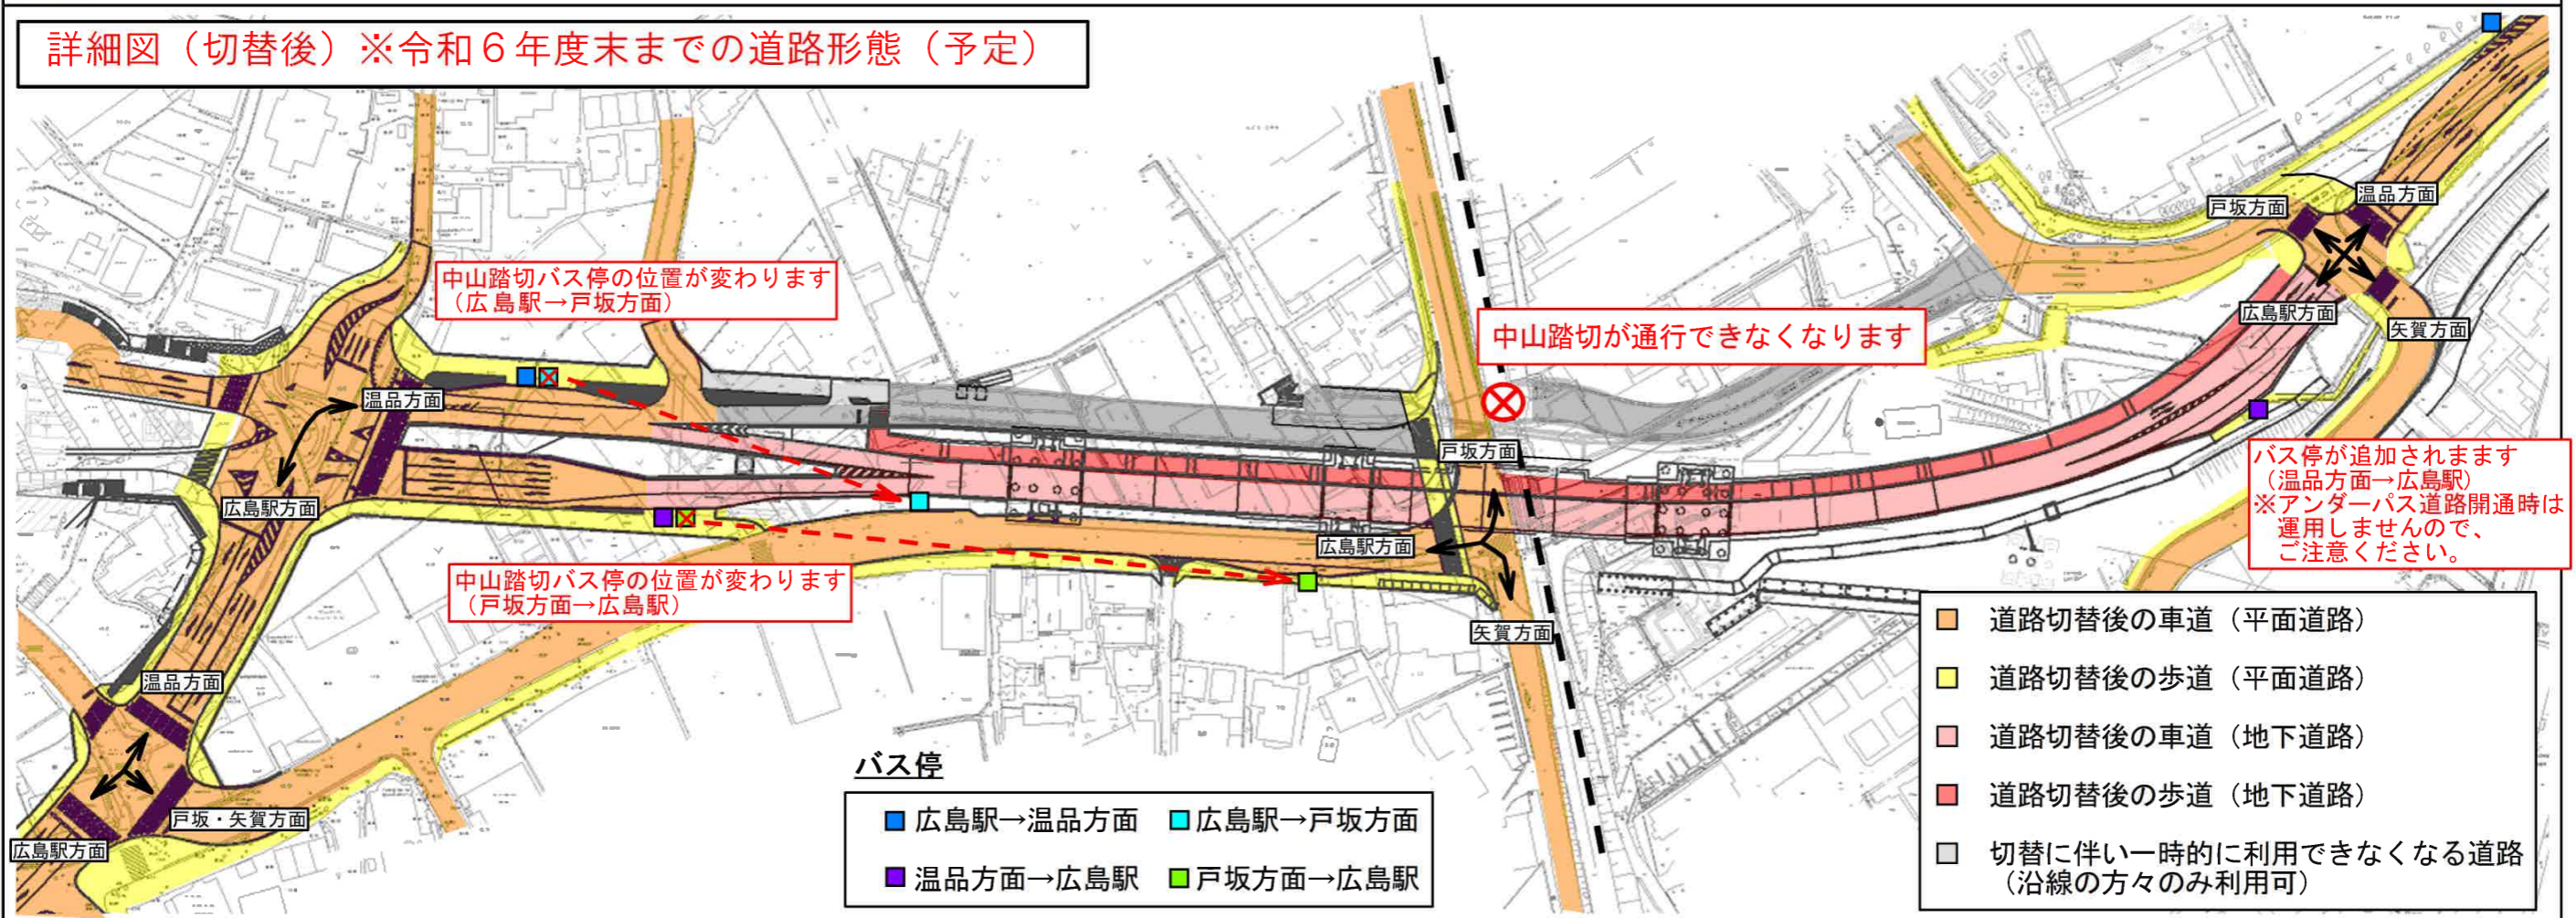 詳細図（切替後）※令和６年度末までの道路形態（予定）
中山踏切バス停の位置が変わります
（広島駅→戸坂方面）
中山踏切が通行できなくなります
戸坂方面
温品方面
広島駅方面
矢賀方面
温品方面
広島駅方面
戸坂方面
広島駅方面
矢賀方面
バス停が追加されまます
（温品方面→広島駅）
※アンダーパス道路開通時は
運用しませんので、
ご注意ください。
中山踏切バス停の位置が変わります
（戸坂方面→広島駅）
温品方面
戸坂・矢賀方面
広島駅方面
バス停
広島駅→温品方面
広島駅→戸坂方面
温品方面→広島駅
戸坂方面→広島駅
道路切替後の車道（平面道路）
道路切替後の歩道（平面道路）
道路切替後の車道（地下道路）
道路切替後の歩道（地下道路）
切替に伴い一時的に利用できなくなる道路
（沿線の方々のみ利用可）